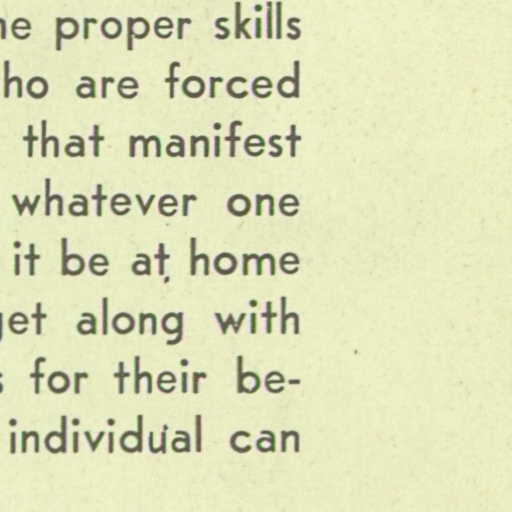 he proper skills
ho are forced
that manifest
whatever one
it be at home
get along with
s for their be-
individual can